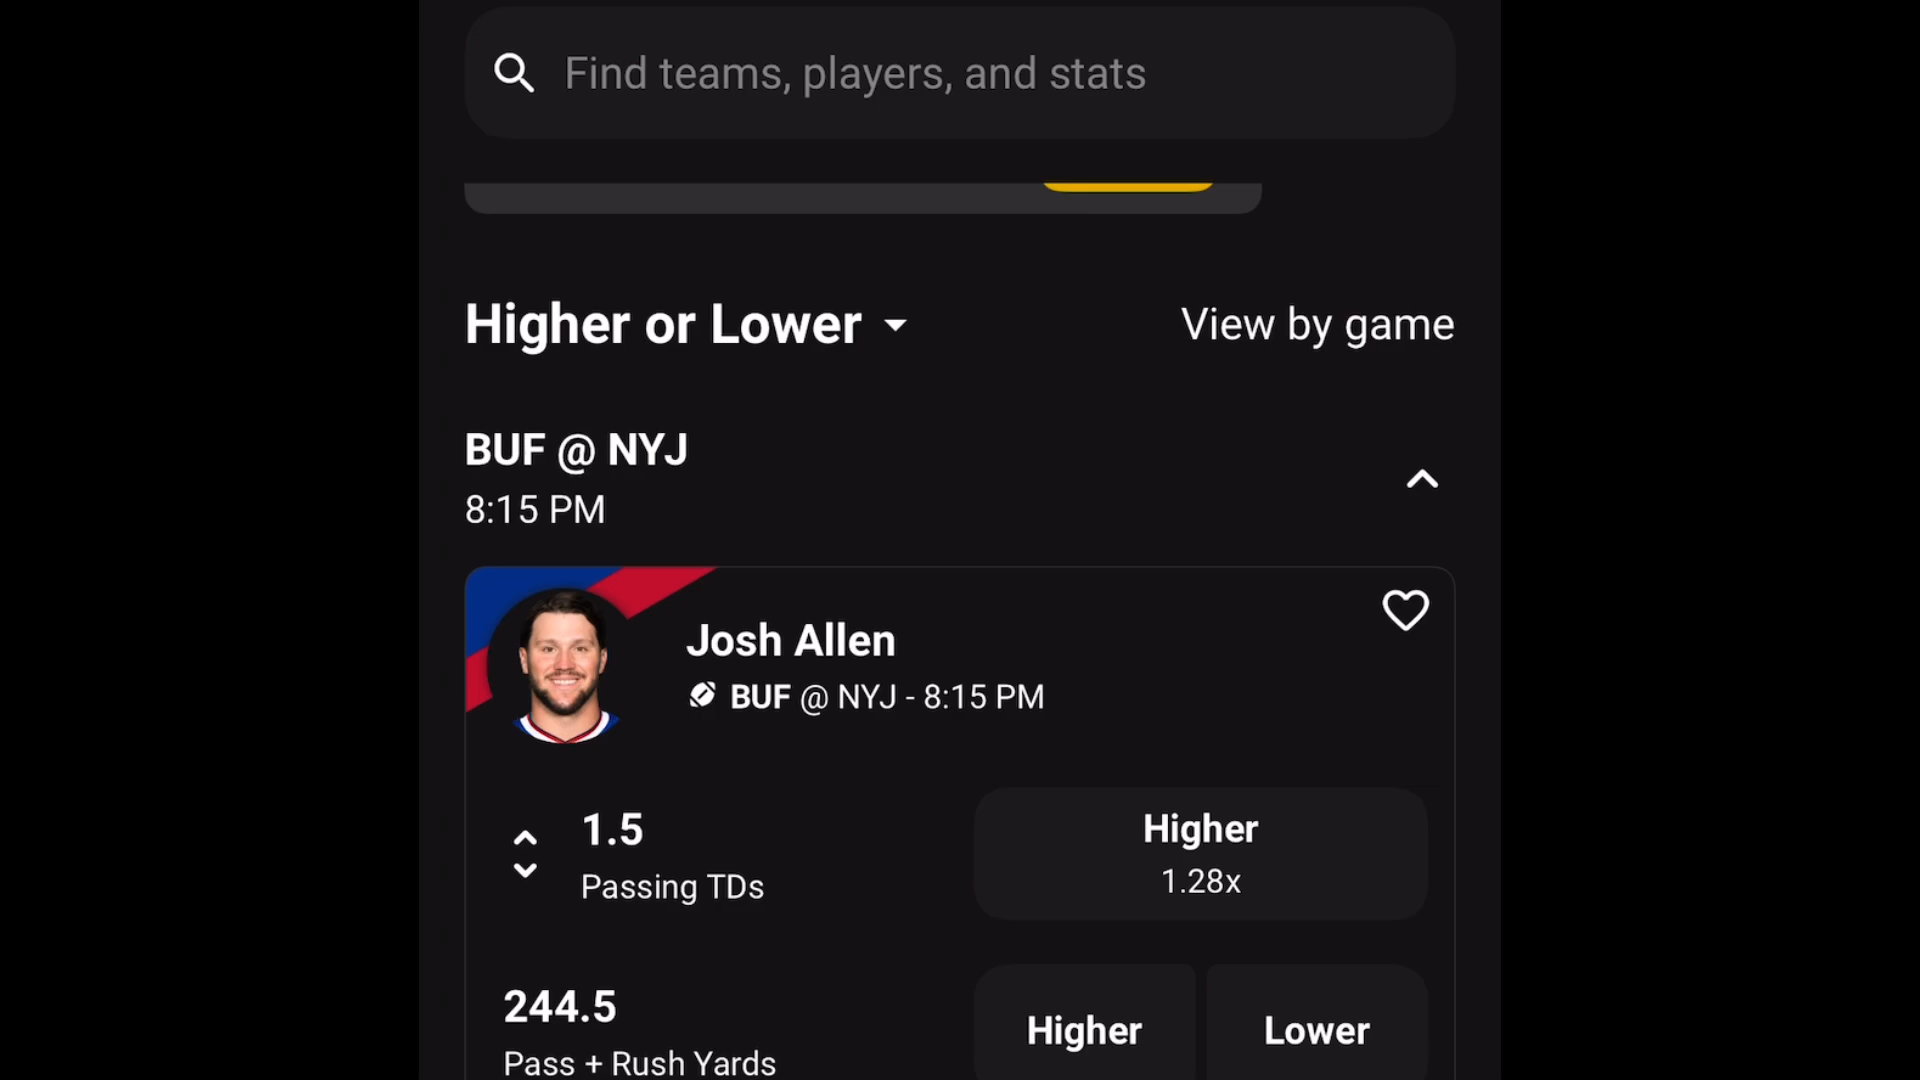 Find teams, players, and stats
Higher or Lower
View by game
BUF @ NYJ
8:15 PM
Josh Allen
BUF @ NYJ - 8:15 PM
1.5
Passing TDs
Higher
1.28x
244.5
Pass + Rush Yards
Higher
Lower